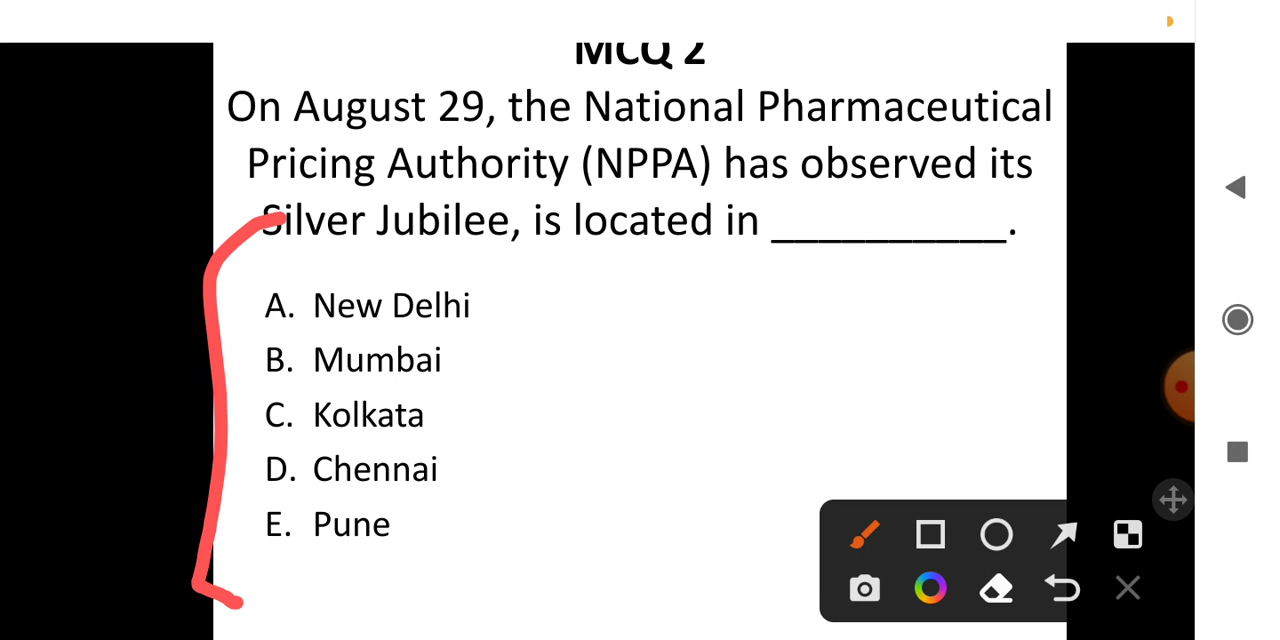 MCQ 2
On August 29, the National Pharmaceutical
Pricing Authority (NPPA) has observed its
Silver Jubilee, is located in __________.
A. New Delhi
B. Mumbai
C. Kolkata
D. Chennai
E. Pune